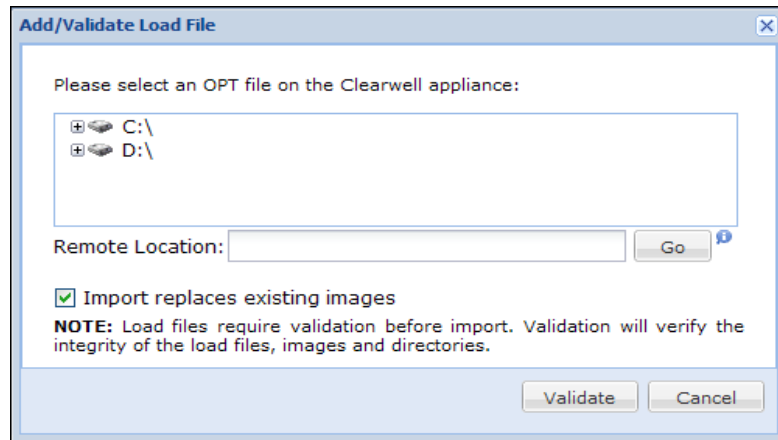 Add/Validate Load File
Please select an OPT file on the Clearwell appliance:
C:\
D:\
Remote Location:
Go
Import replaces existing images
NOTE: Load files require validation before import. Validation will verify the
integrity of the load files, images and directories.
Validate
Cancel